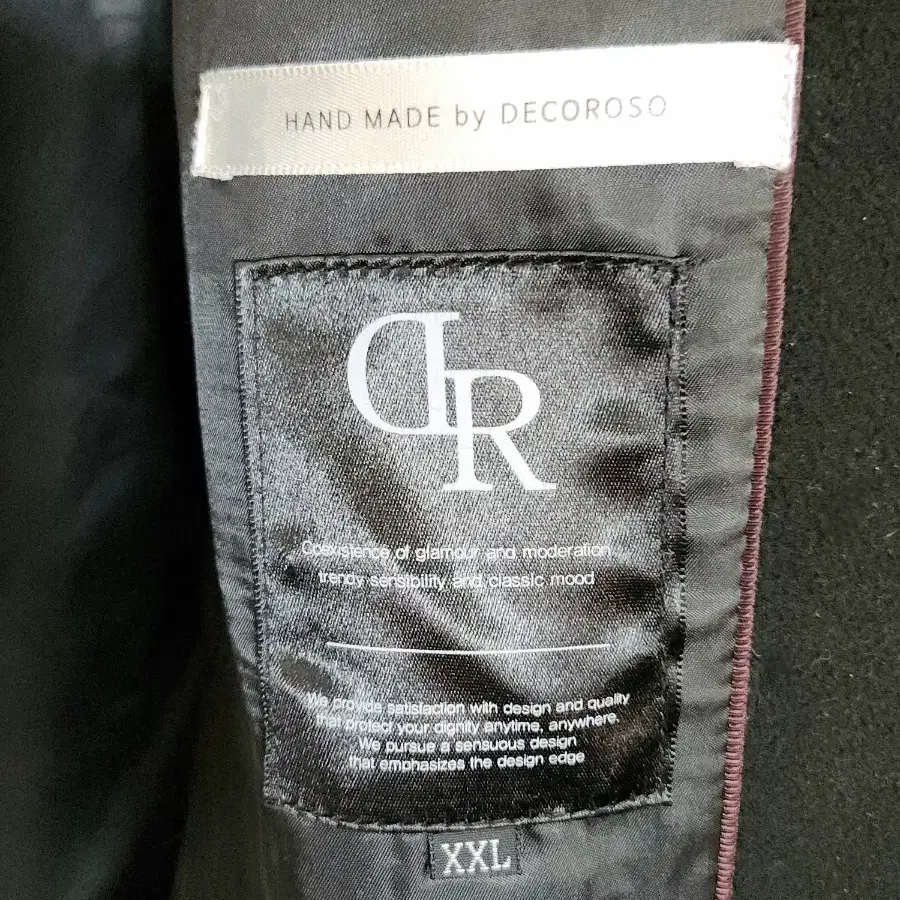 HAND MADE by DECOROSO
DR
Coexistence of glamour and moderation
trendy sensibility and classic mood
We provide satisfaction with design and quality
that protect your dignity anytime, anywhere.
We pursue a sensuous design
that emphasizes the design edge
XXL